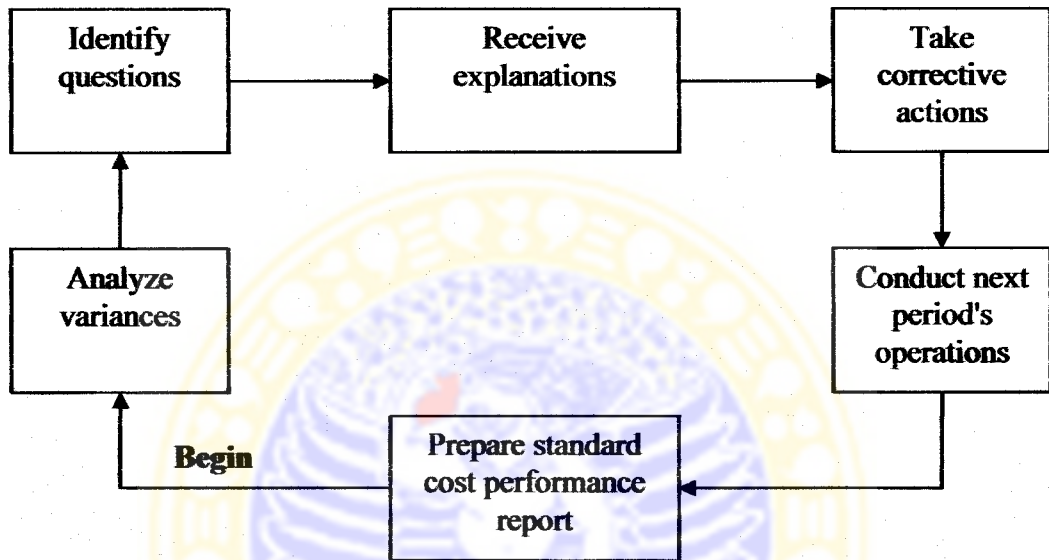 Identify
questions
Receive
explanations
Take
corrective
actions
Analyze
variances
Conduct next
period's
operations
Begin
Prepare standard
cost performance
report